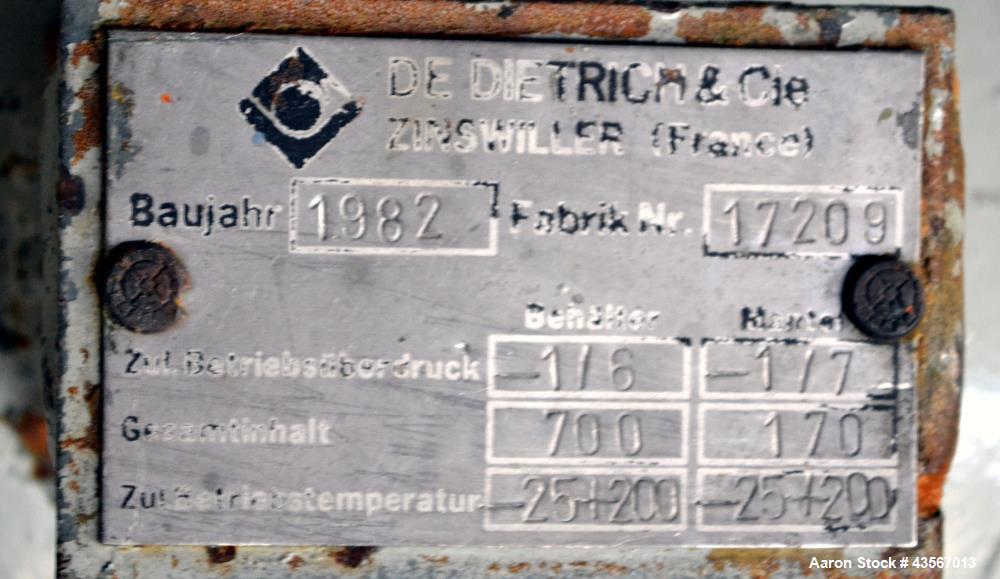 DE DIETRICH & Cie
ZINSWILLER (France)
Baujahr 1982 Fabrik Nr. 17209
Behälter Mantel
Zul. Betriebsüberdruck -1/6 -1/7
Gesamtinhalt 700 170
Zul Betriebstemperatur -25+200 -25+200
Aaron Stock # 43567013